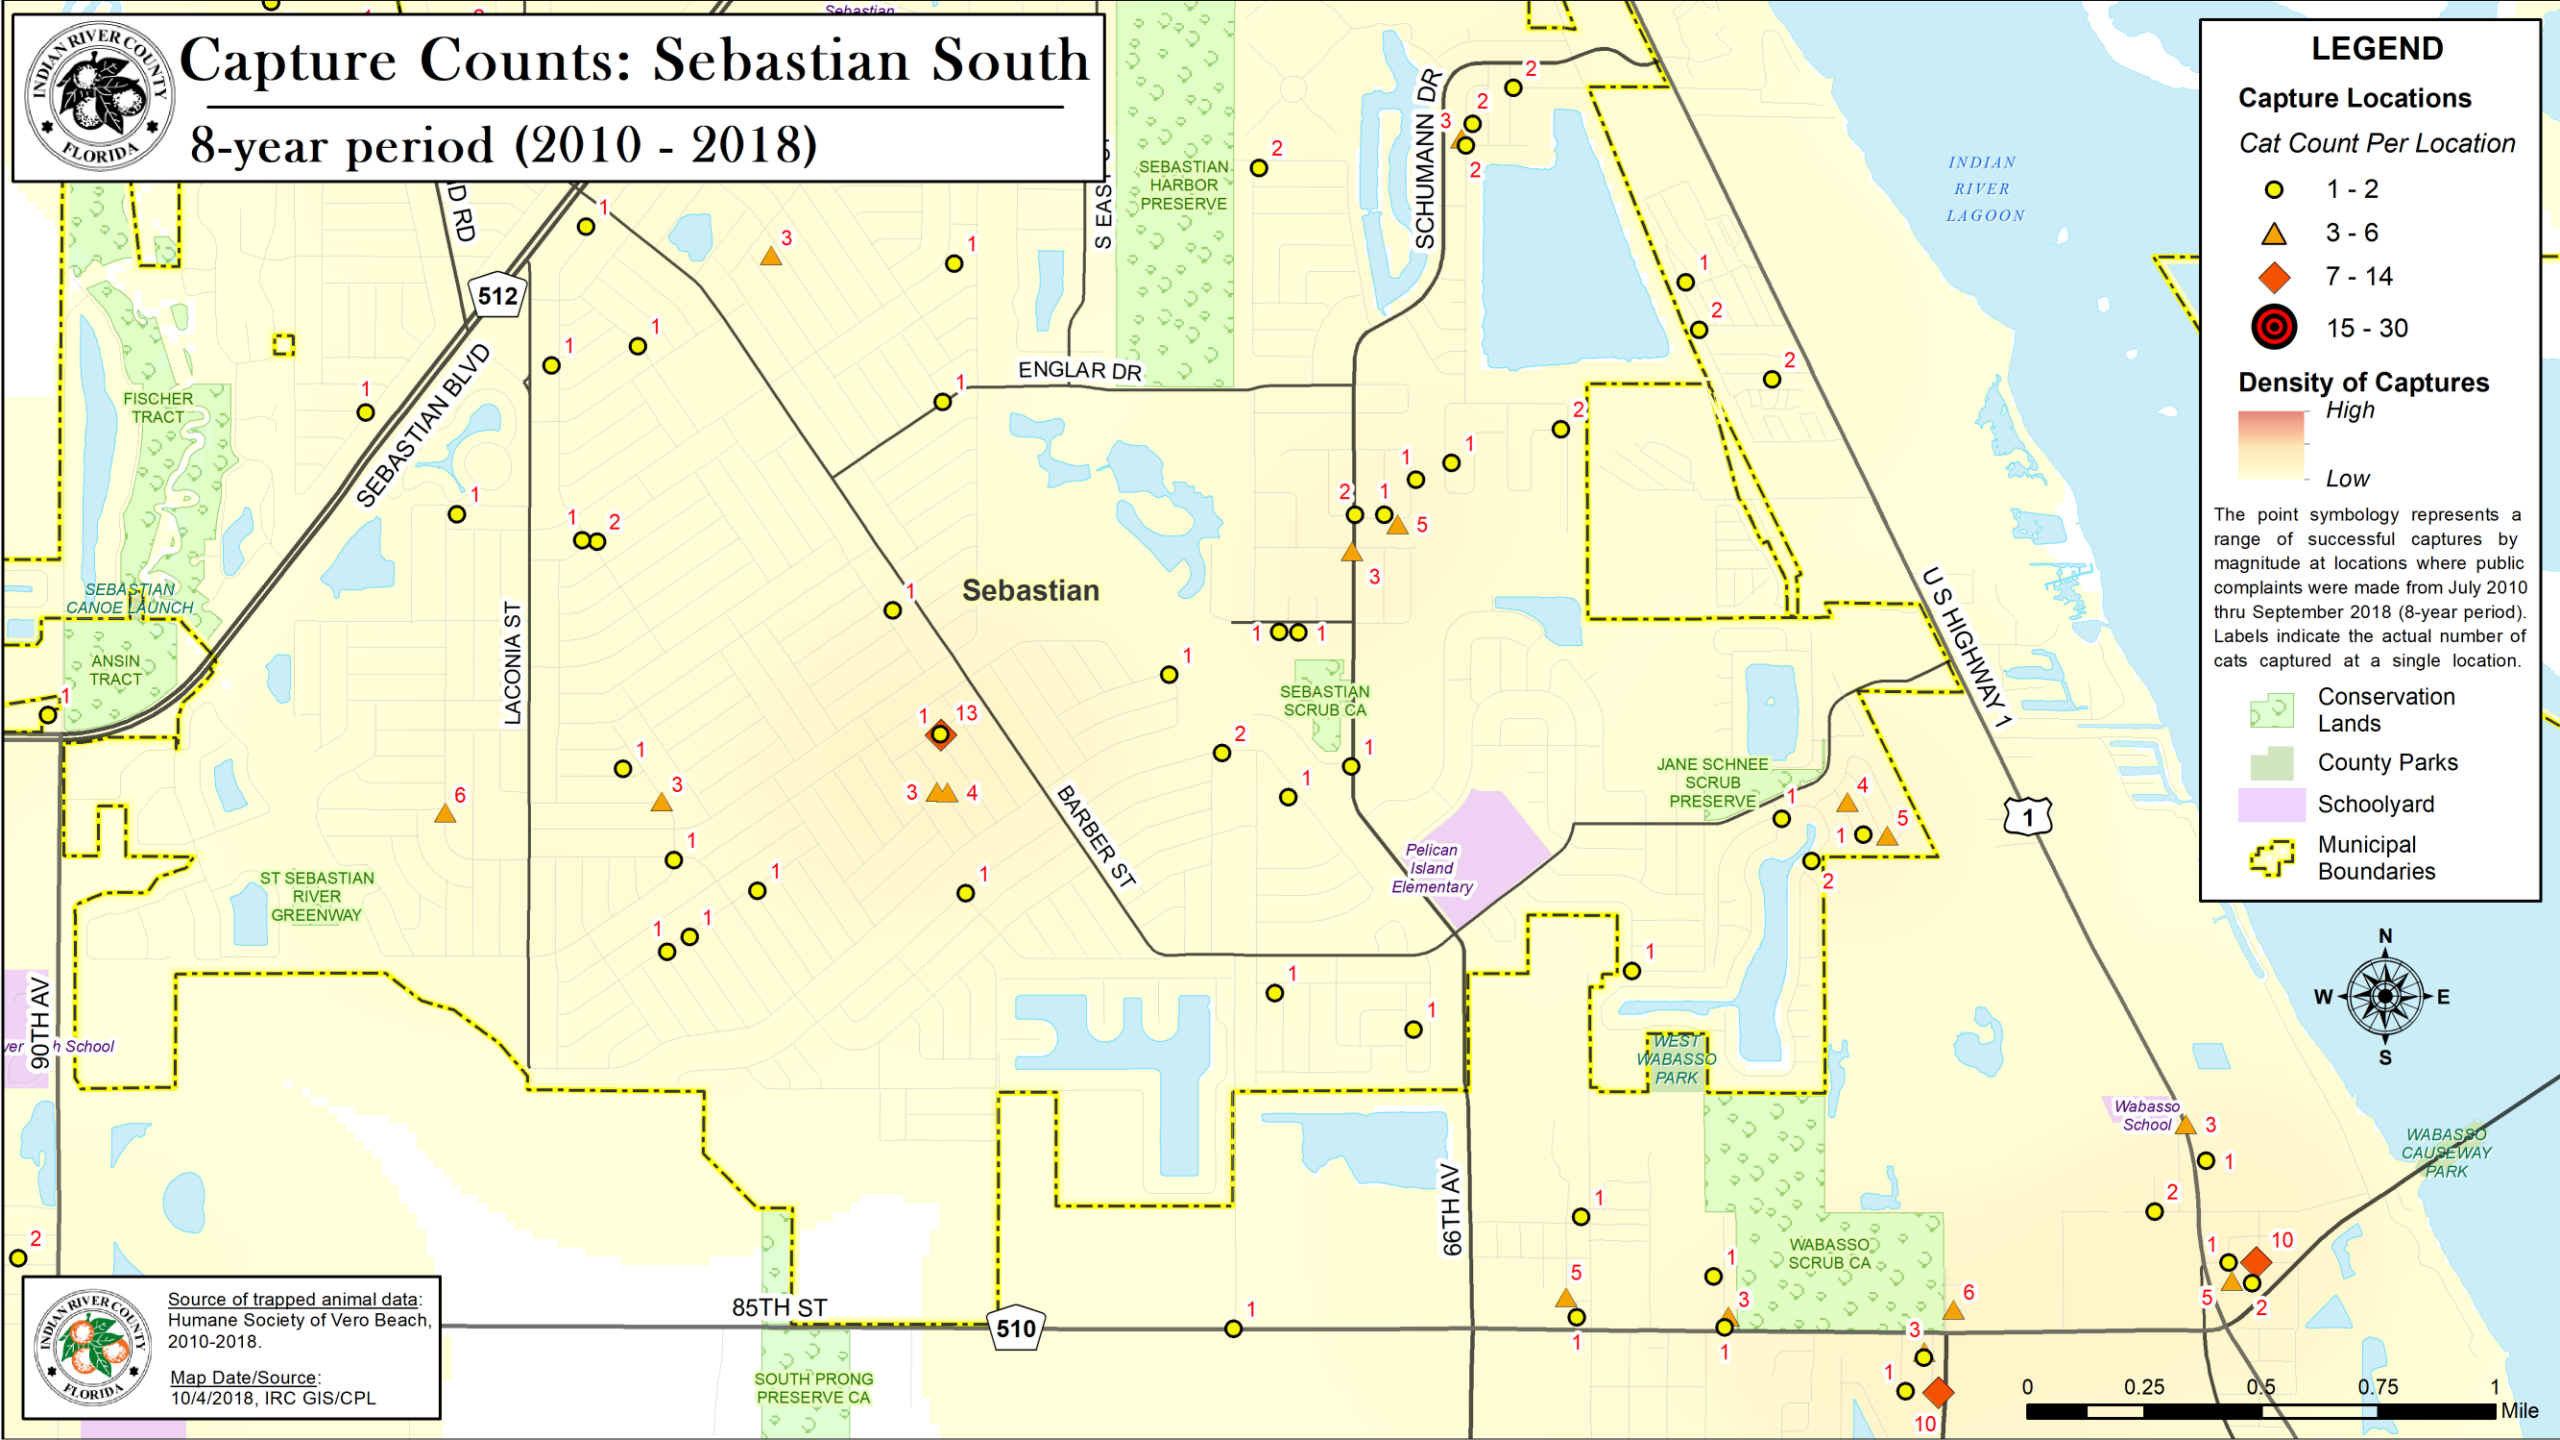 Capture Counts: Sebastian South
8-year period (2010 - 2018)
INDIAN RIVER COUNTY
FLORIDA
LEGEND
Capture Locations
Cat Count Per Location
1 - 2
3 - 6
7 - 14
15 - 30
Density of Captures
High
Low
The point symbology represents a
range of successful captures by
magnitude at locations where public
complaints were made from July 2010
thru September 2018 (8-year period).
Labels indicate the actual number of
cats captured at a single location.
Conservation
Lands
County Parks
Schoolyard
Municipal
Boundaries
N
W
E
S
0
0.25
0.5
0.75
1
Mile
Sebastian
SEBASTIAN
HARBOR
PRESERVE
SCHUMANN DR
INDIAN
RIVER
LAGOON
512
SEBASTIAN BLVD
ENGLAR DR
FISCHER
TRACT
SEBASTIAN
CANOE LAUNCH
ANSIN
TRACT
LACONIA ST
Sebastian
SEBASTIAN
SCRUB CA
U S HIGHWAY 1
1
BARBER ST
JANE SCHNEE
SCRUB
PRESERVE
Pelican
Island
Elementary
ST SEBASTIAN
RIVER
GREENWAY
90TH AV
School
WEST
WABASSO
PARK
Wabasso
School
WABASSO
CAUSEWAY
PARK
66TH AV
WABASSO
SCRUB CA
85TH ST
510
SOUTH PRONG
PRESERVE CA
INDIAN RIVER COUNTY
FLORIDA
Source of trapped animal data:
Humane Society of Vero Beach,
2010-2018.
Map Date/Source:
10/4/2018, IRC GIS/CPL